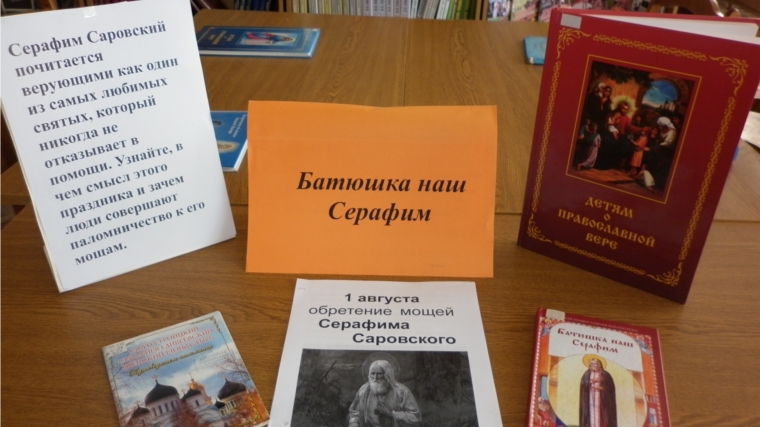 Серафим Саровский
почитается
верующими как один
из самых любимых
святых, который
никогда не
отказывает в
помощи. Узнайте, в
чем смысл этого
праздника и зачем
люди совершают
паломничество к его
мощам.
Батюшка наш
Серафим
ДЕТЯМ
О
ПРАВОСЛАВНОЙ
ВЕРЕ
1 августа
обретение мощей
Серафима
Саровского
Батюшка наш
Серафим